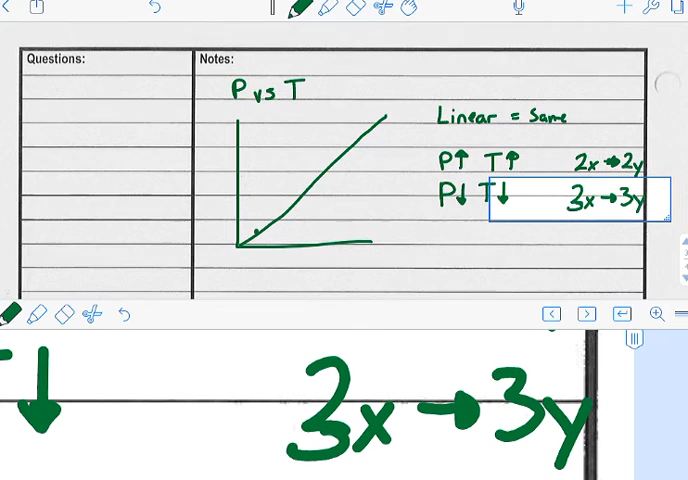 Questions:
Notes:
P vs T
Linear = Same
P↑ T↑ 2x→2y
P↓ T↓ 3x→3y
T↓ 3x→3y